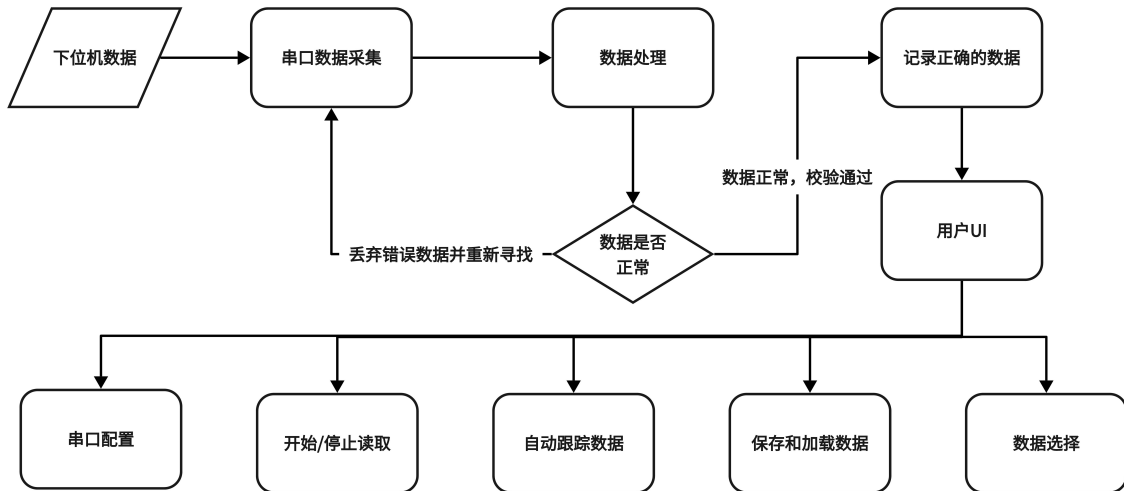 下位机数据
串口数据采集
数据处理
记录正确的数据
数据正常，校验通过
用户UI
丢弃错误数据并重新寻找
数据是否
正常
串口配置
开始/停止读取
自动跟踪数据
保存和加载数据
数据选择